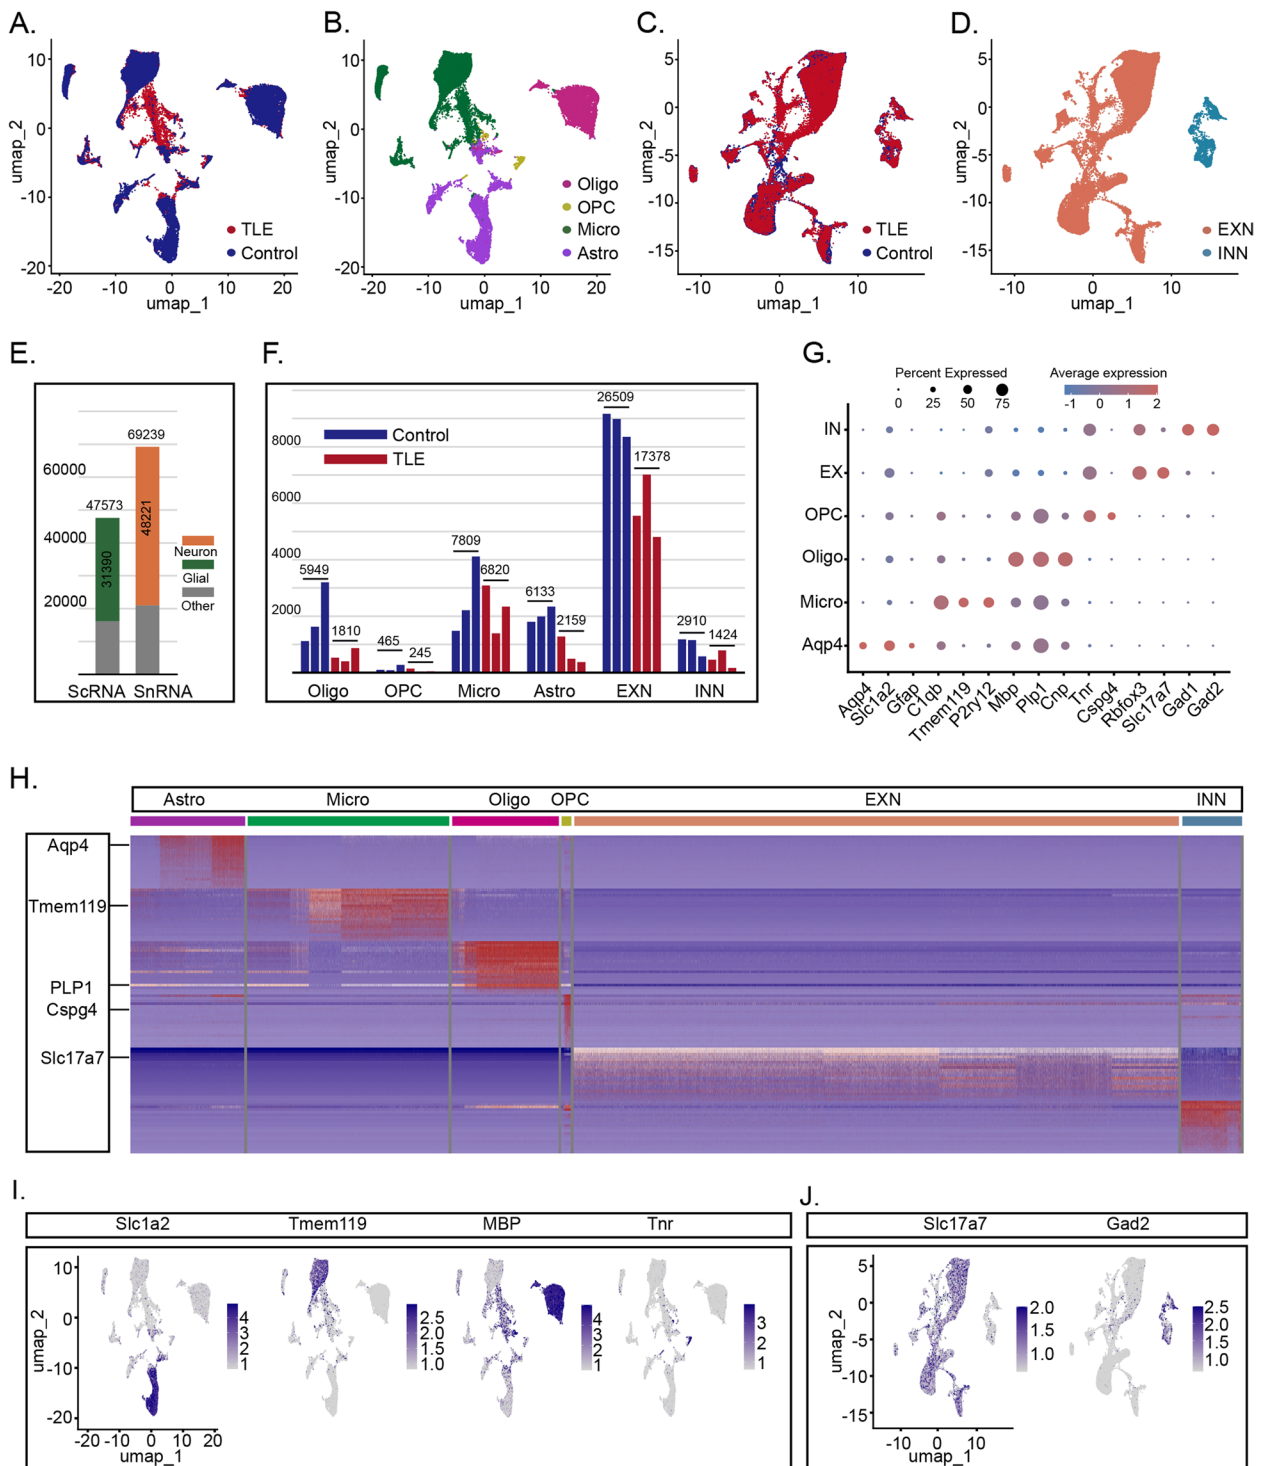 A.
B.
C.
D.
umap_2
10
0
-10
-20
-20
-10
0
10
20
umap_1
TLE
Control
umap_2
10
0
-10
-20
-20
-10
0
10
20
umap_1
Oligo
OPC
Micro
Astro
umap_2
5
0
-5
-10
-15
-10
0
10
umap_1
TLE
Control
umap_2
5
0
-5
-10
-15
-10
0
10
umap_1
EXN
INN
E.
F.
G.
69239
60000
47573
40000
20000
31390
48221
Neuron
Glial
Other
ScRNA
SnRNA
8000
6000
4000
2000
Control
TLE
5949
1810
465
245
7809
6820
6133
2159
26509
17378
2910
1424
Oligo
OPC
Micro
Astro
EXN
INN
Percent Expressed
0
25
50
75
Average expression
-1
0
1
2
IN
EX
OPC
Oligo
Micro
Aqp4
Aqp4
Slc1a2
Gfap
C1qb
Tmem119
P2ry12
Mbp
Plp1
Cnp
Tnr
Cspg4
Rbfox3
Slc17a7
Gad1
Gad2
H.
Astro
Micro
Oligo
OPC
EXN
INN
Aqp4
Tmem119
PLP1
Cspg4
Slc17a7
I.
Slc1a2
Tmem119
MBP
Tnr
umap_2
10
0
-10
-20
-20
-10
0
10
20
umap_1
4
3
2
1
2.5
2.0
1.5
1.0
4
3
2
1
3
2
1
J.
Slc17a7
Gad2
umap_2
5
0
-5
-10
-15
-10
0
10
umap_1
2.0
1.5
1.0
2.5
2.0
1.5
1.0